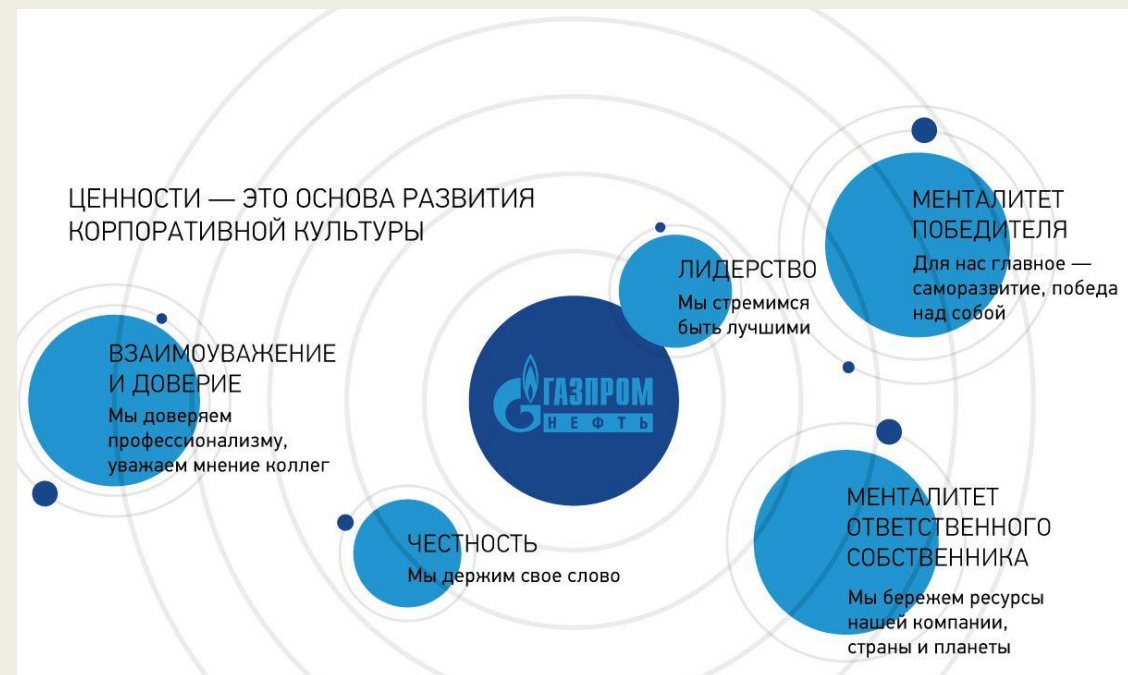 ЦЕННОСТИ — ЭТО ОСНОВА РАЗВИТИЯ
КОРПОРАТИВНОЙ КУЛЬТУРЫ
МЕНТАЛИТЕТ
ПОБЕДИТЕЛЯ
Для нас главное —
саморазвитие, победа
над собой
ЛИДЕРСТВО
Мы стремимся
быть лучшими
ВЗАИМОУВАЖЕНИЕ
И ДОВЕРИЕ
Мы доверяем
профессионализму,
уважаем мнение коллег
ГАЗПРОМ
НЕФТЬ
ЧЕСТНОСТЬ
Мы держим свое слово
МЕНТАЛИТЕТ
ОТВЕТСТВЕННОГО
СОБСТВЕННИКА
Мы бережем ресурсы
нашей компании,
страны и планеты